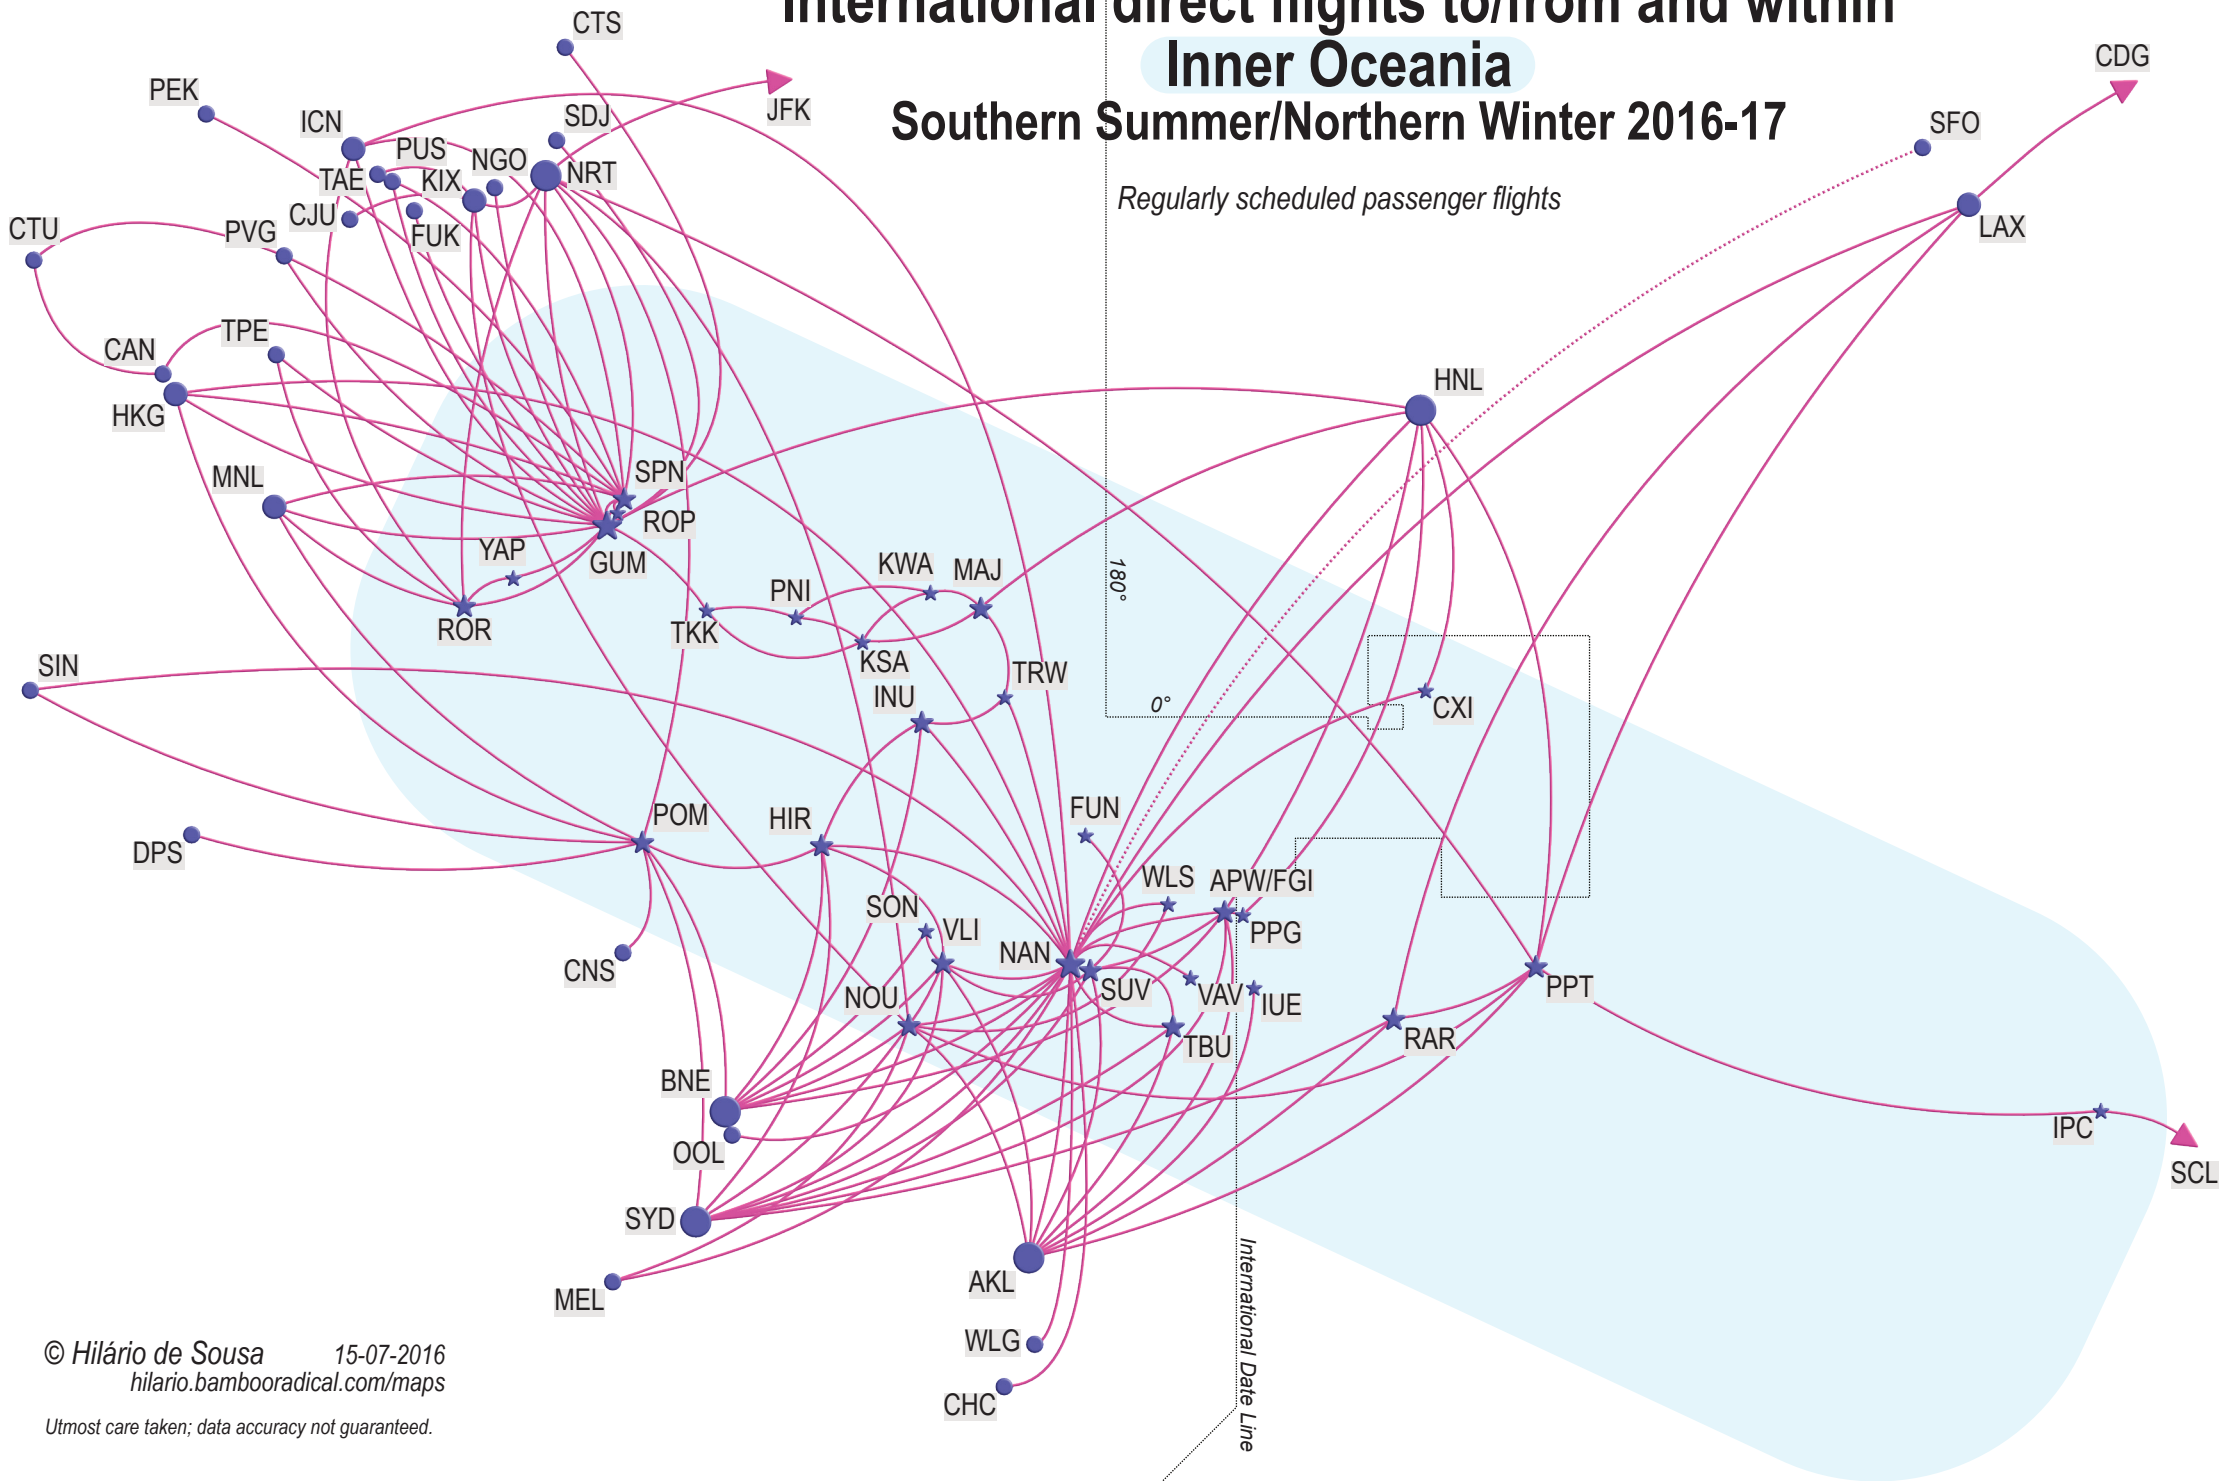 International direct flights to/from and within
Inner Oceania
Southern Summer/Northern Winter 2016-17
Regularly scheduled passenger flights
CTS
CDG
PEK
JFK
SDJ
SFO
ICN
PUS
NGO
NRT
TAE
KIX
CJU
FUK
LAX
CTU
PVG
TPE
CAN
HKG
HNL
MNL
SPN
ROP
YAP
GUM
KWA
MAJ
180°
PNI
ROR
TKK
KSA
SIN
TRW
INU
0°
CXI
POM
HIR
FUN
DPS
WLS
APW/FGI
SON
VLI
PPG
NAN
CNS
NOU
SUV
VAV
IUE
PPT
TBU
RAR
BNE
IPC
OOL
SCL
SYD
AKL
MEL
WLG
CHC
International Date Line
© Hilário de Sousa 15-07-2016
hilario.bambooradical.com/maps
Utmost care taken; data accuracy not guaranteed.